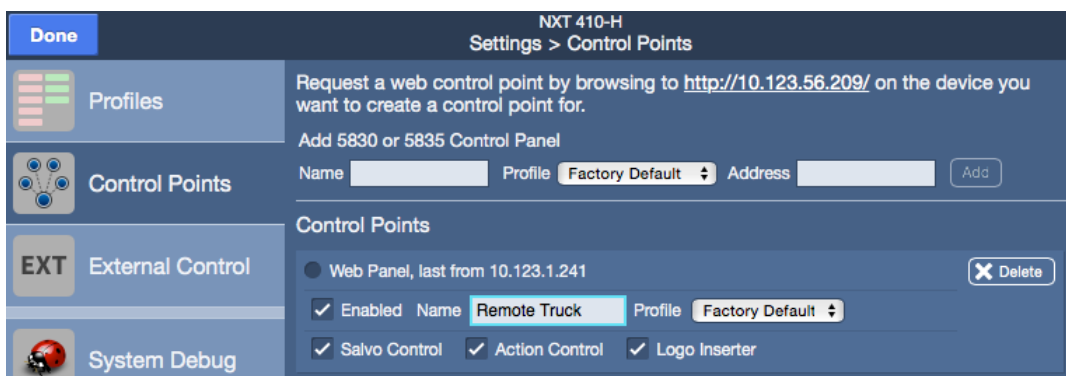 Done
NXT 410-H
Settings > Control Points
Profiles
Control Points
EXT External Control
System Debug
Request a web control point by browsing to http://10.123.56.209/ on the device you
want to create a control point for.
Add 5830 or 5835 Control Panel
Name Profile Factory Default Address Add
Control Points
Web Panel, last from 10.123.1.241 Delete
Enabled Name Remote Truck Profile Factory Default
Salvo Control Action Control Logo Inserter